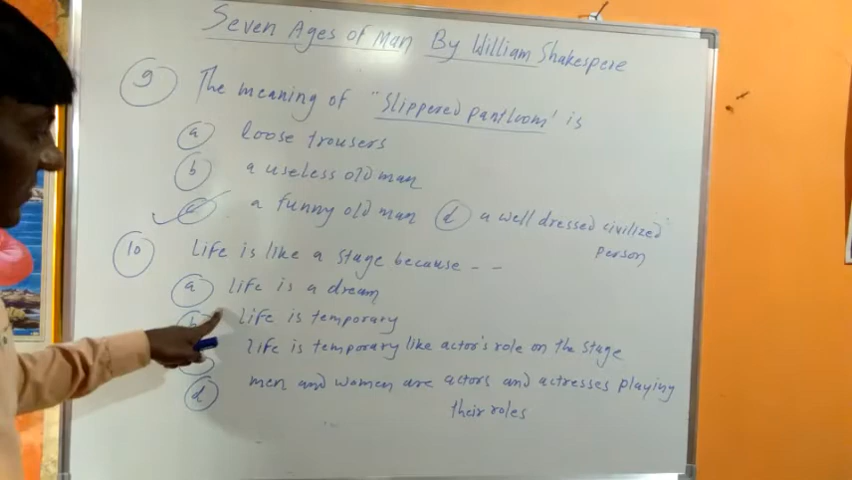 Seven Ages of Man By William Shakespere
9 The meaning of "Slippered pantloom' is
a loose trousers
b a useless old man
c a funny old man d a well dressed civilized person
10 Life is like a stage because - -
a life is a dream
b life is temporary
life is temporary like actor's role on the stage
d men and women are actors and actresses playing
their roles